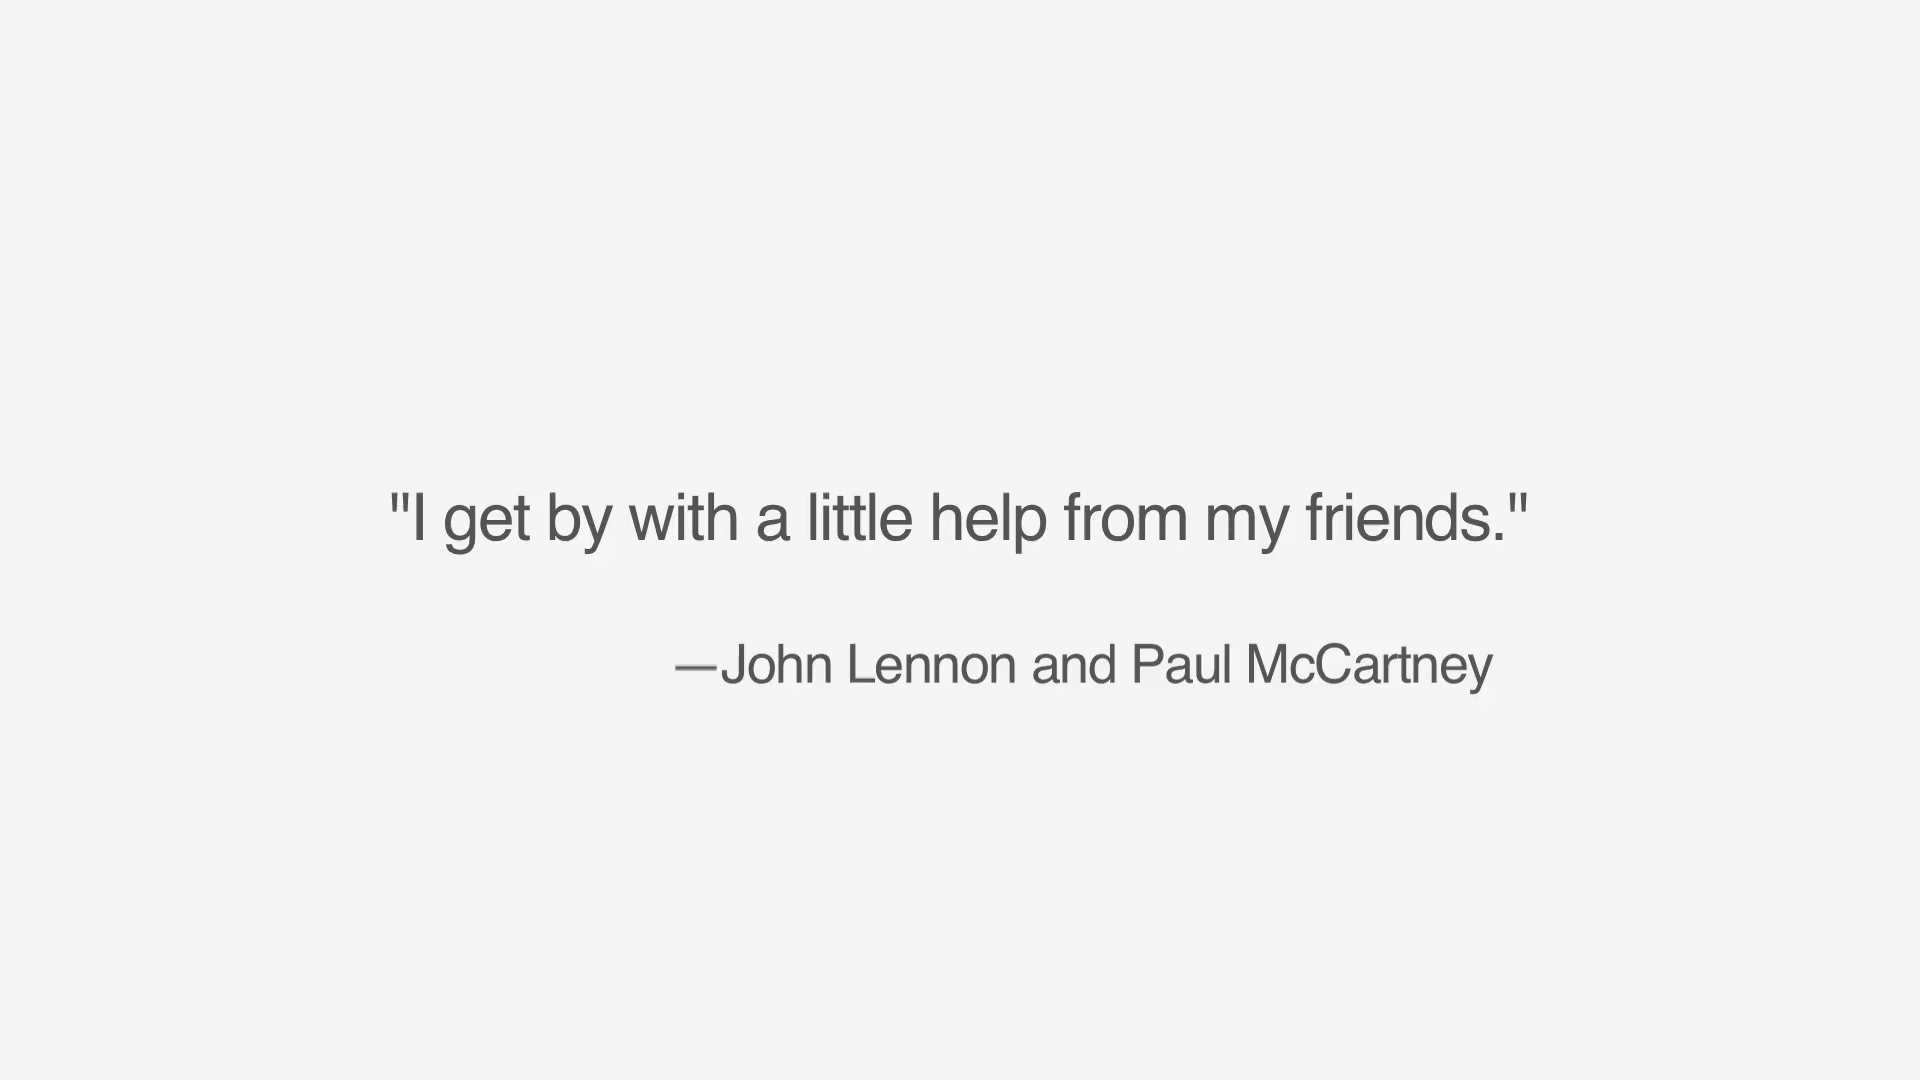 "I get by with a little help from my friends."
—John Lennon and Paul McCartney